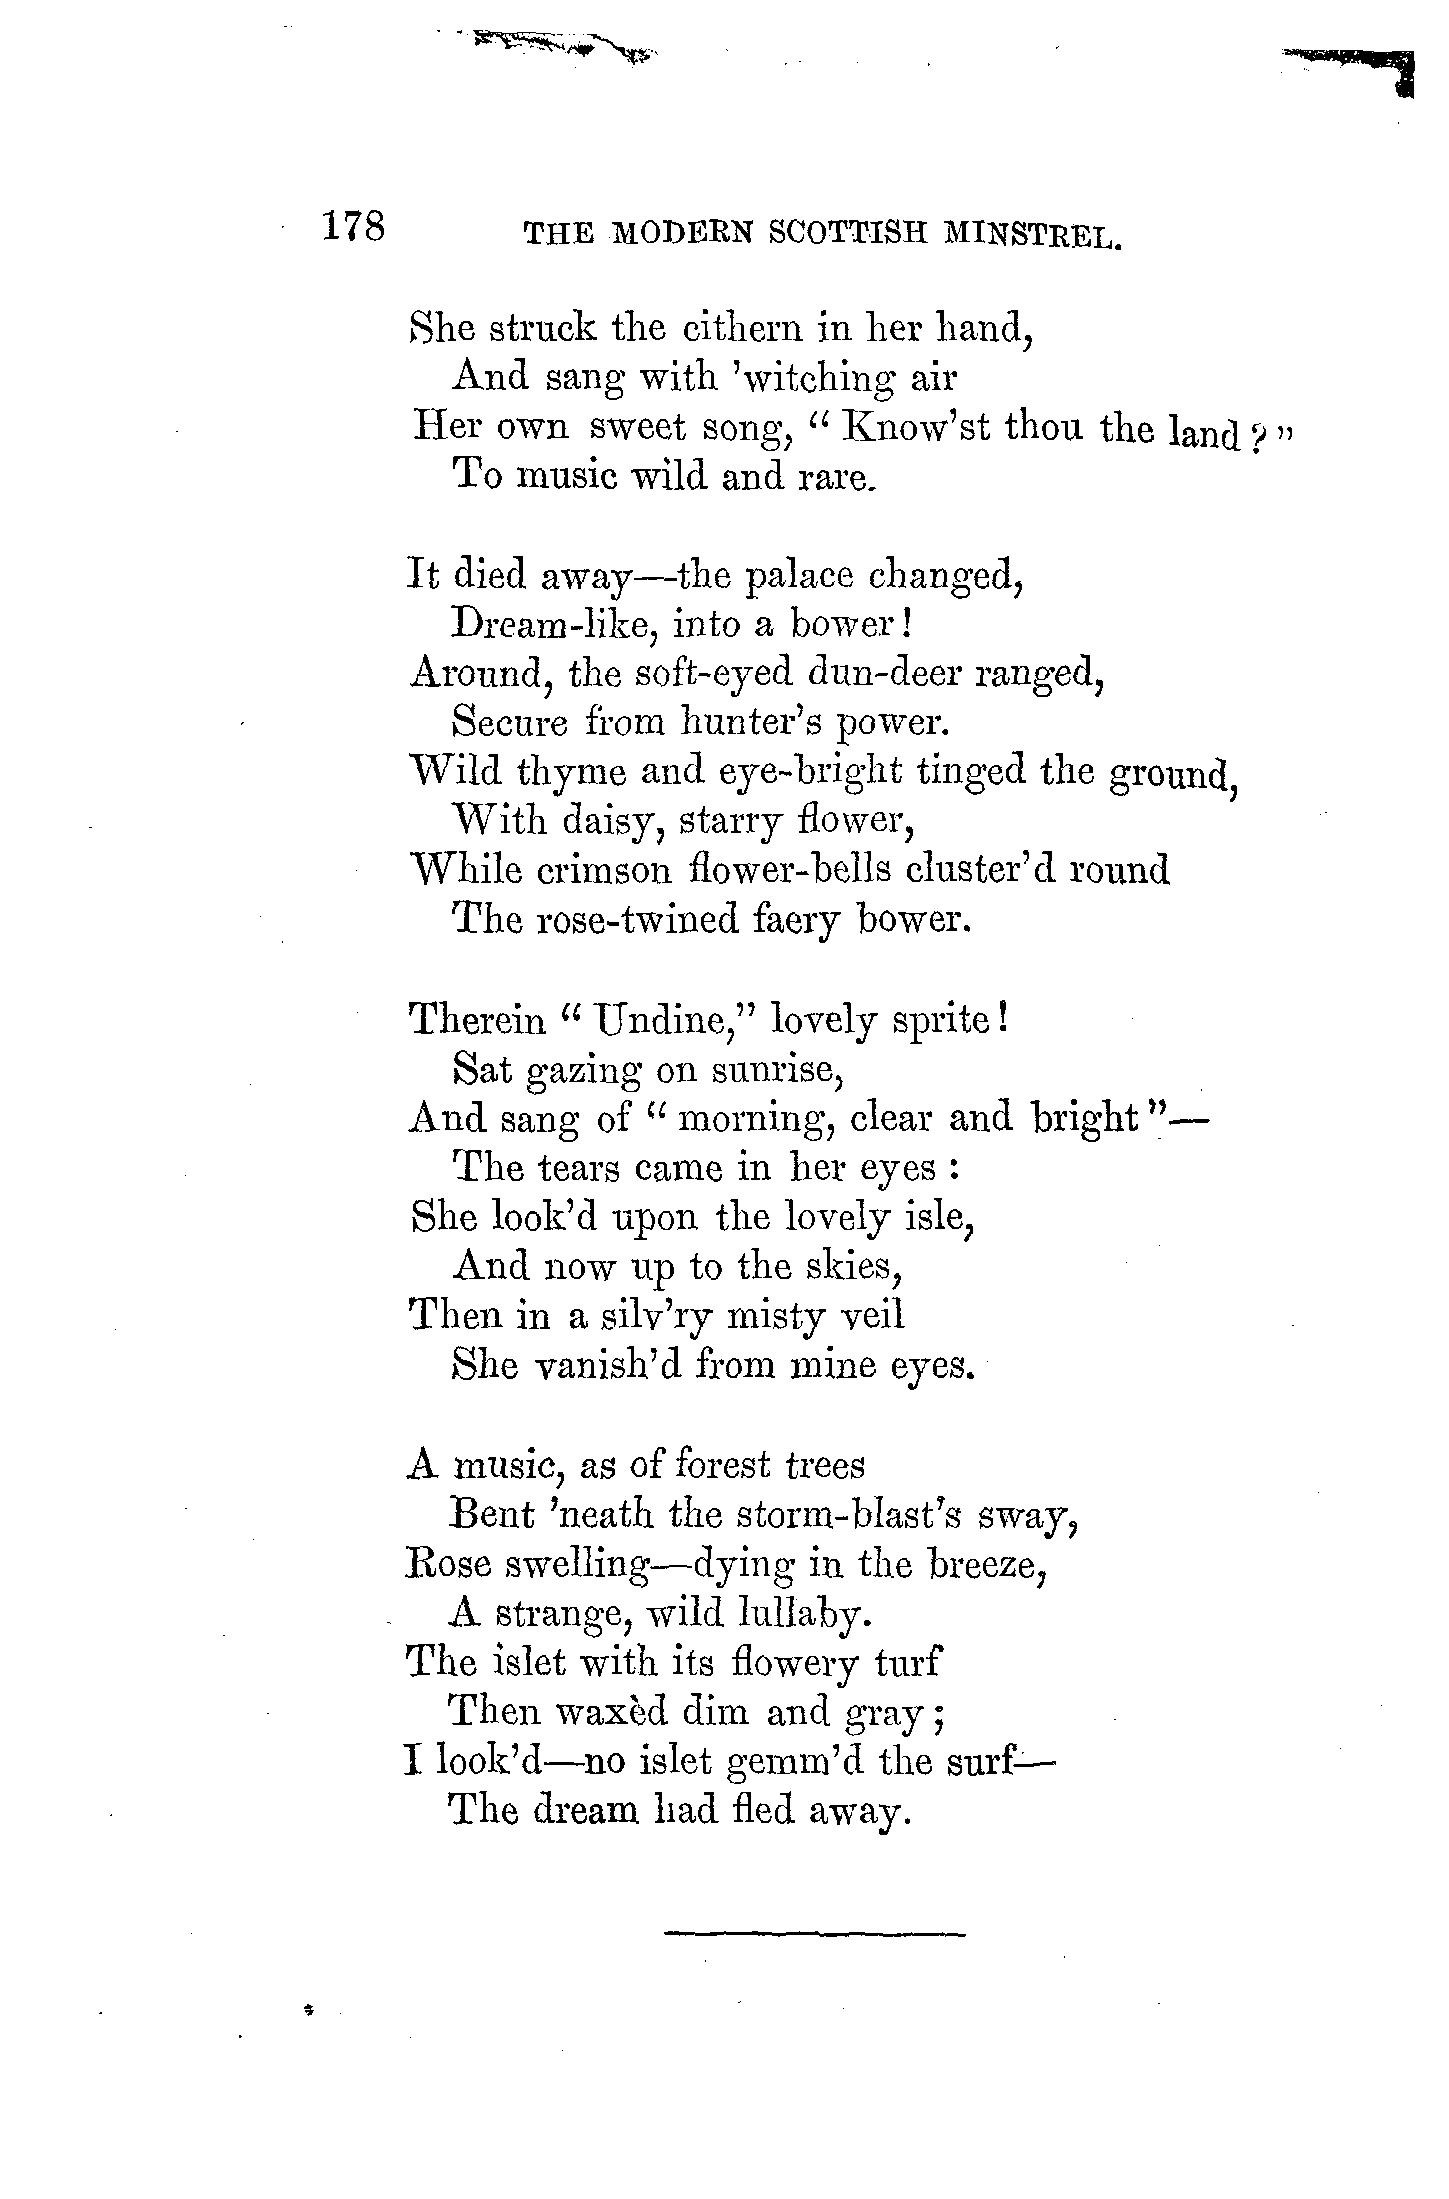 178 THE MODERN SCOTTISH MINSTREL.
She struck the cithern in her hand,
And sang with 'witching air
Her own sweet song, “ Know'st thou the land ? ”
To music wild and rare.
It died away—the palace changed,
Dream-like, into a bower !
Around, the soft-eyed dun-deer ranged,
Secure from hunter's power.
Wild thyme and eye-bright tinged the ground,
With daisy, starry flower,
While crimson flower-bells cluster'd round
The rose-twined faery bower.
Therein “ Undine,” lovely sprite !
Sat gazing on sunrise,
And sang of “ morning, clear and bright ”—
The tears came in her eyes :
She look'd upon the lovely isle,
And now up to the skies,
Then in a silv'ry misty veil
She vanish'd from mine eyes.
A music, as of forest trees
Bent 'neath the storm-blast's sway,
Rose swelling—dying in the breeze,
A strange, wild lullaby.
The islet with its flowery turf
Then waxèd dim and gray ;
I look'd—no islet gemm'd the surf—
The dream had fled away.